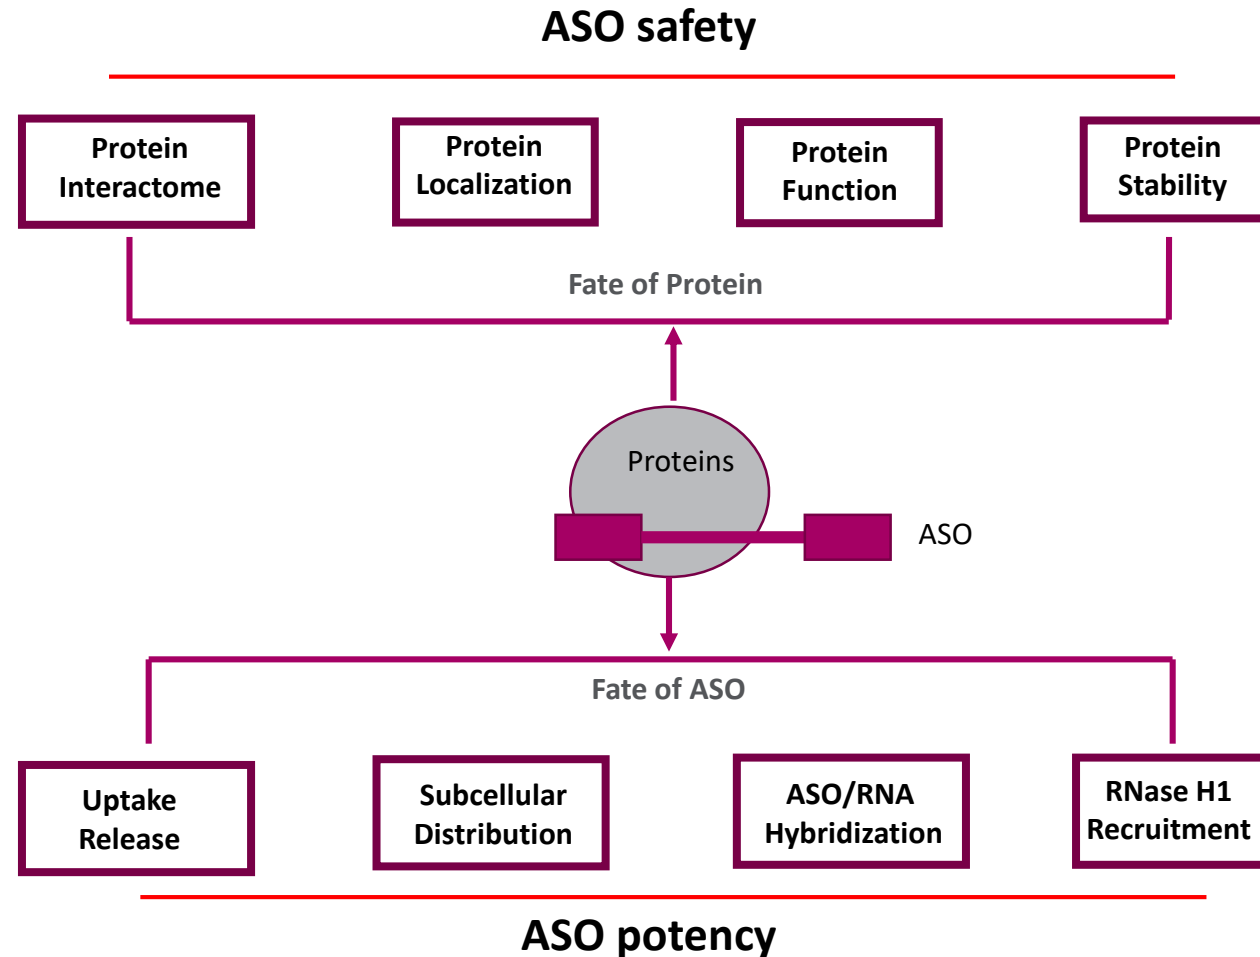 ASO safety
Protein
Interactome
Protein
Localization
Protein
Function
Protein
Stability
Fate of Protein
Proteins
ASO
Fate of ASO
Uptake
Release
Subcellular
Distribution
ASO/RNA
Hybridization
RNase H1
Recruitment
ASO potency